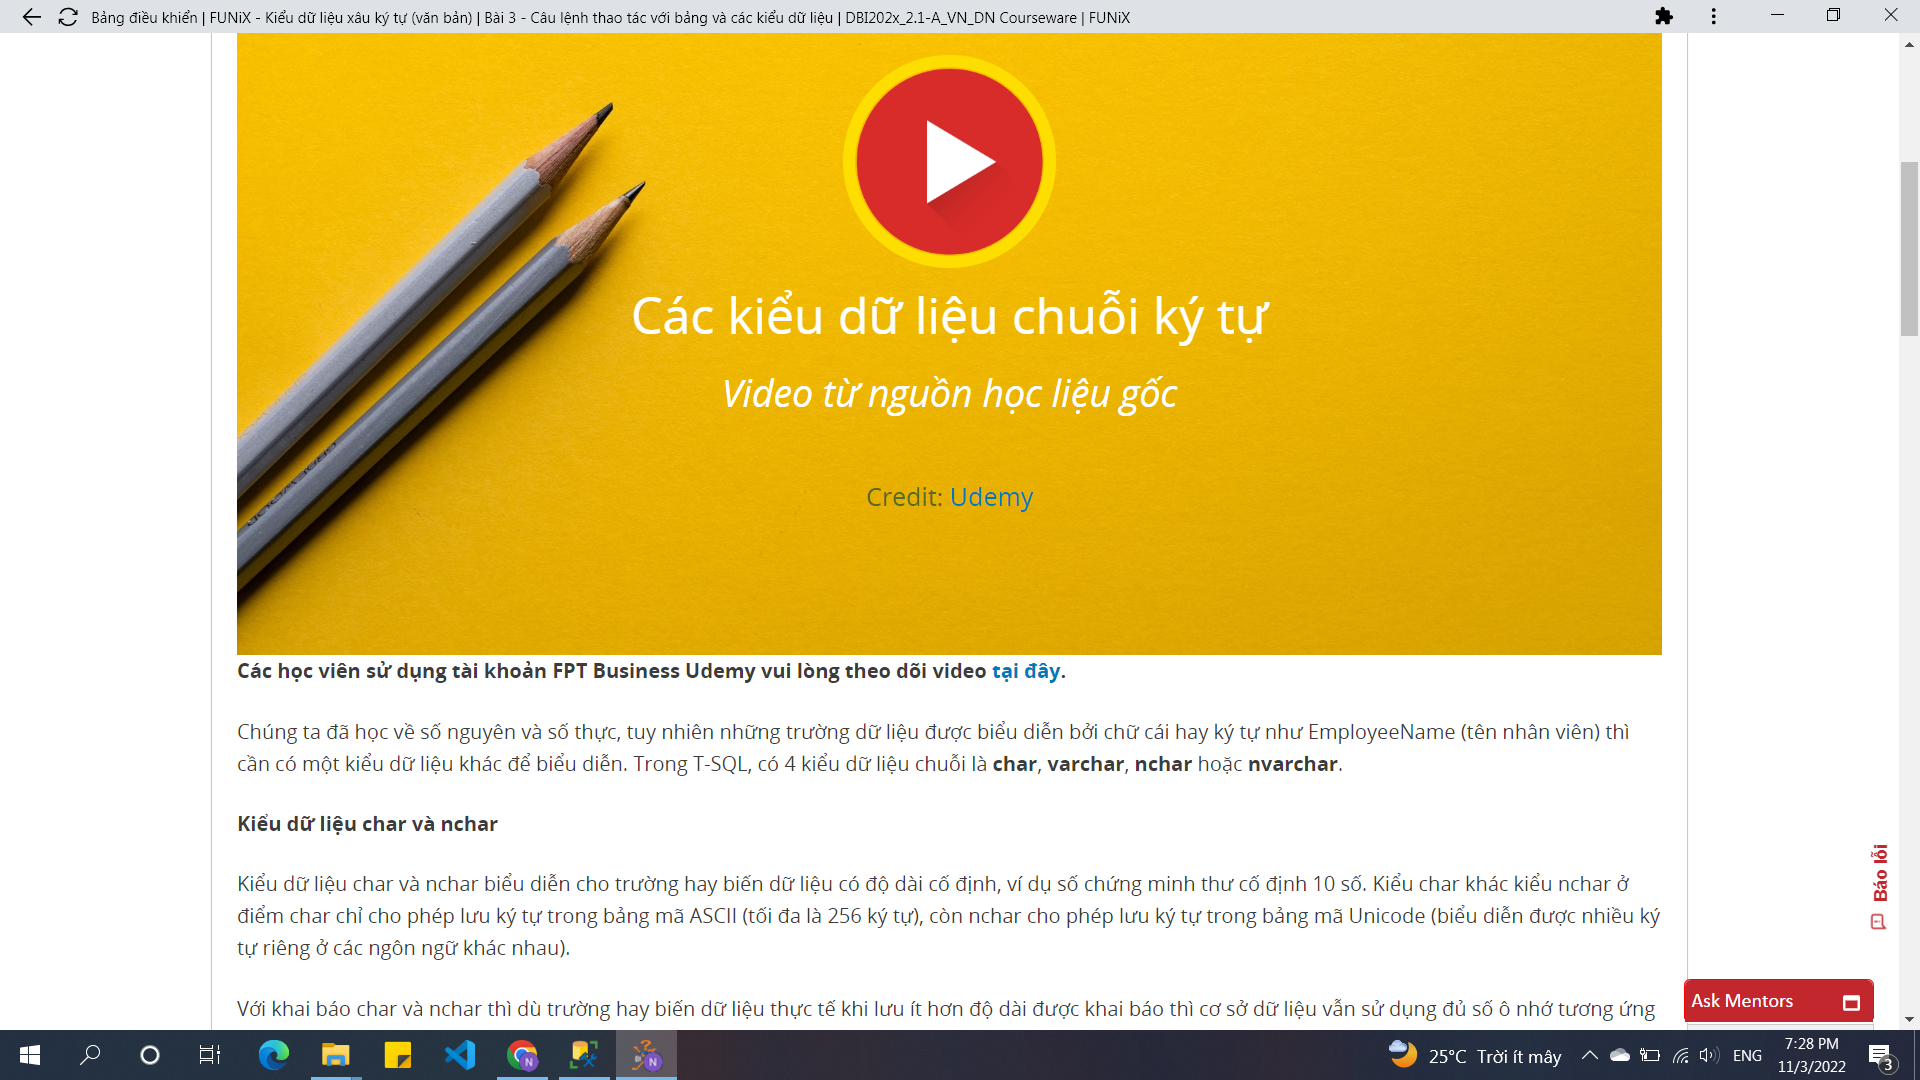 Bảng điều khiển | FUNiX - Kiểu dữ liệu xâu ký tự (văn bản) | Bài 3 - Câu lệnh thao tác với bảng và các kiểu dữ liệu | DBI202x_2.1-A_VN_DN Courseware | FUNiX
Các kiểu dữ liệu chuỗi ký tự
Video từ nguồn học liệu gốc
Credit: Udemy
Các học viên sử dụng tài khoản FPT Business Udemy vui lòng theo dõi video tại đây.
Chúng ta đã học về số nguyên và số thực, tuy nhiên những trường dữ liệu được biểu diễn bởi chữ cái hay ký tự như EmployeeName (tên nhân viên) thì
cần có một kiểu dữ liệu khác để biểu diễn. Trong T-SQL, có 4 kiểu dữ liệu chuỗi là char, varchar, nchar hoặc nvarchar.
Kiểu dữ liệu char và nchar
Kiểu dữ liệu char và nchar biểu diễn cho trường hay biến dữ liệu có độ dài cố định, ví dụ số chứng minh thư cố định 10 số. Kiểu char khác kiểu nchar ở
điểm char chỉ cho phép lưu ký tự trong bảng mã ASCII (tối đa là 256 ký tự), còn nchar cho phép lưu ký tự trong bảng mã Unicode (biểu diễn được nhiều ký
tự riêng ở các ngôn ngữ khác nhau).
Với khai báo char và nchar thì dù trường hay biến dữ liệu thực tế khi lưu ít hơn độ dài được khai báo thì cơ sở dữ liệu vẫn sử dụng đủ số ô nhớ tương ứng
Báo lỗi
Ask Mentors
N
N
N
25°C Trời ít mây
ENG
7:28 PM
11/3/2022
3